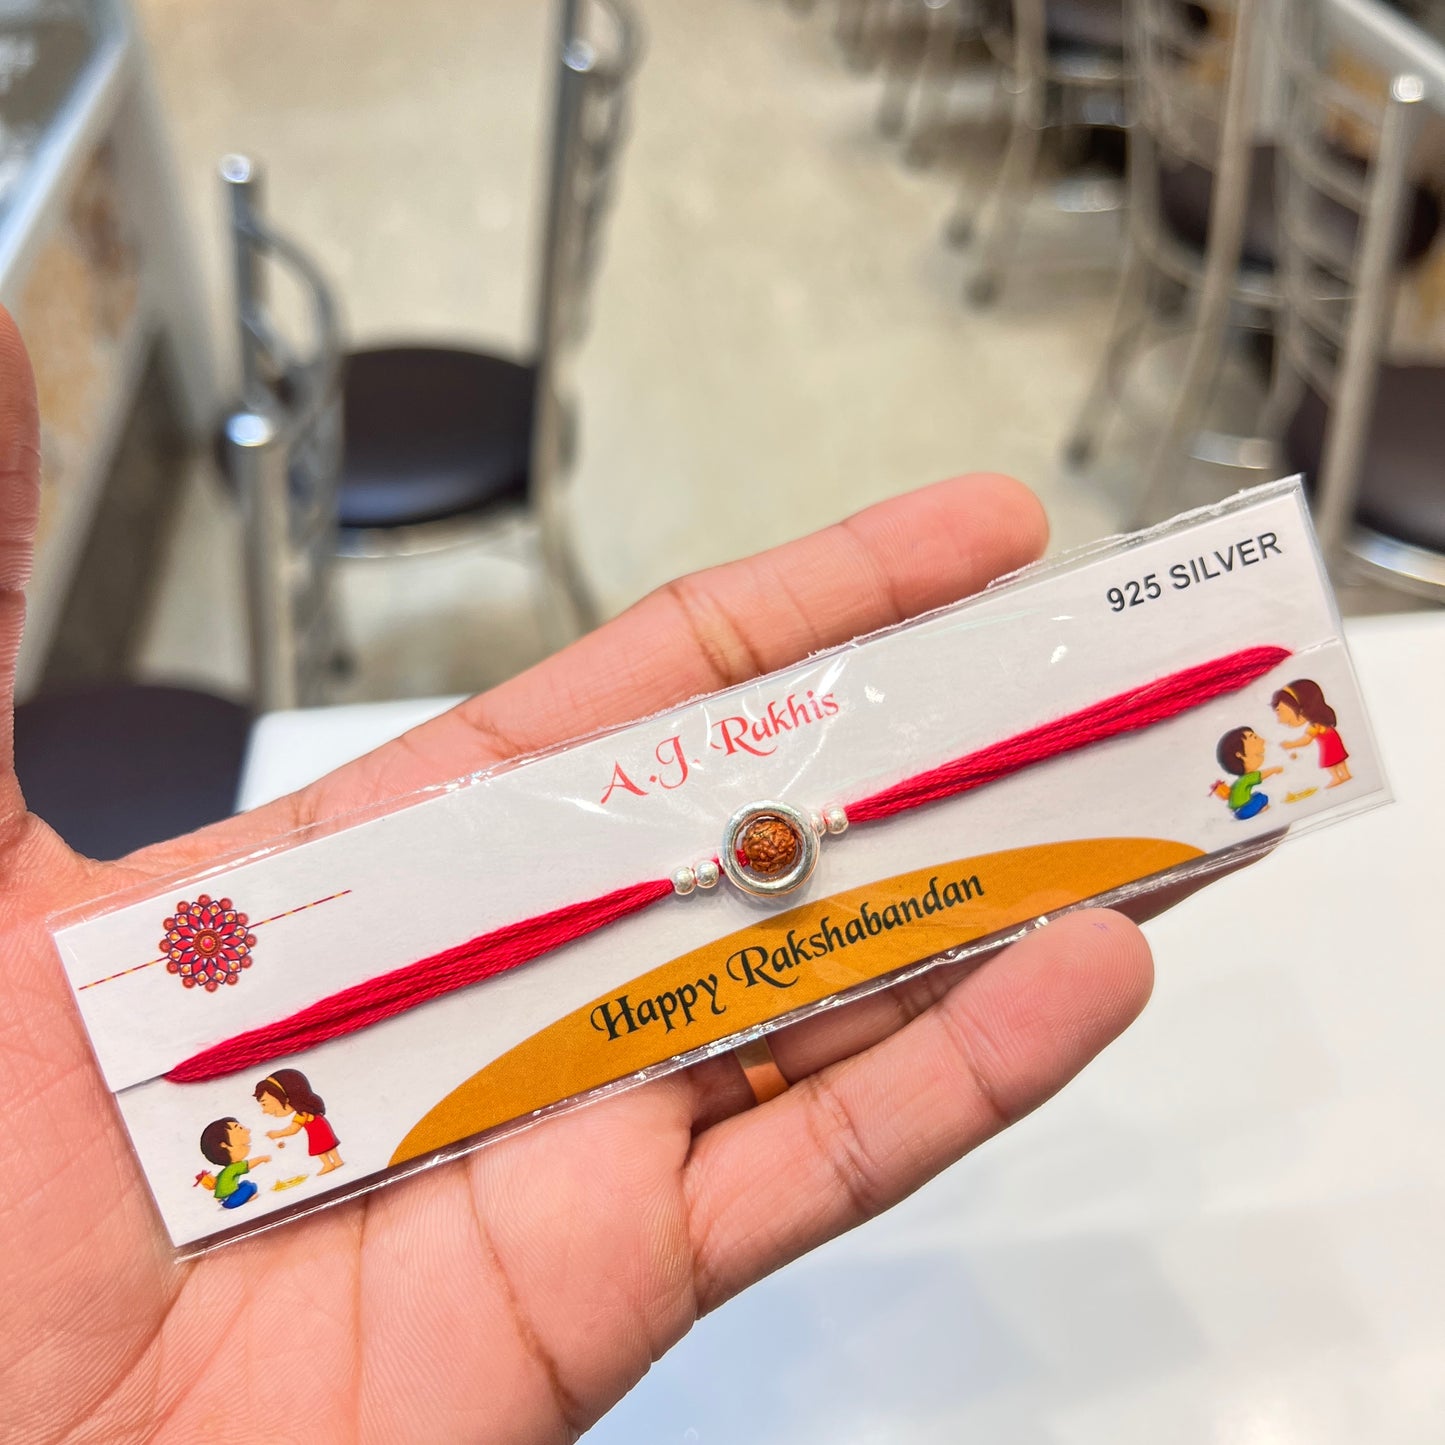 925 SILVER
A.J. Rakhis
Happy Rakshabandan